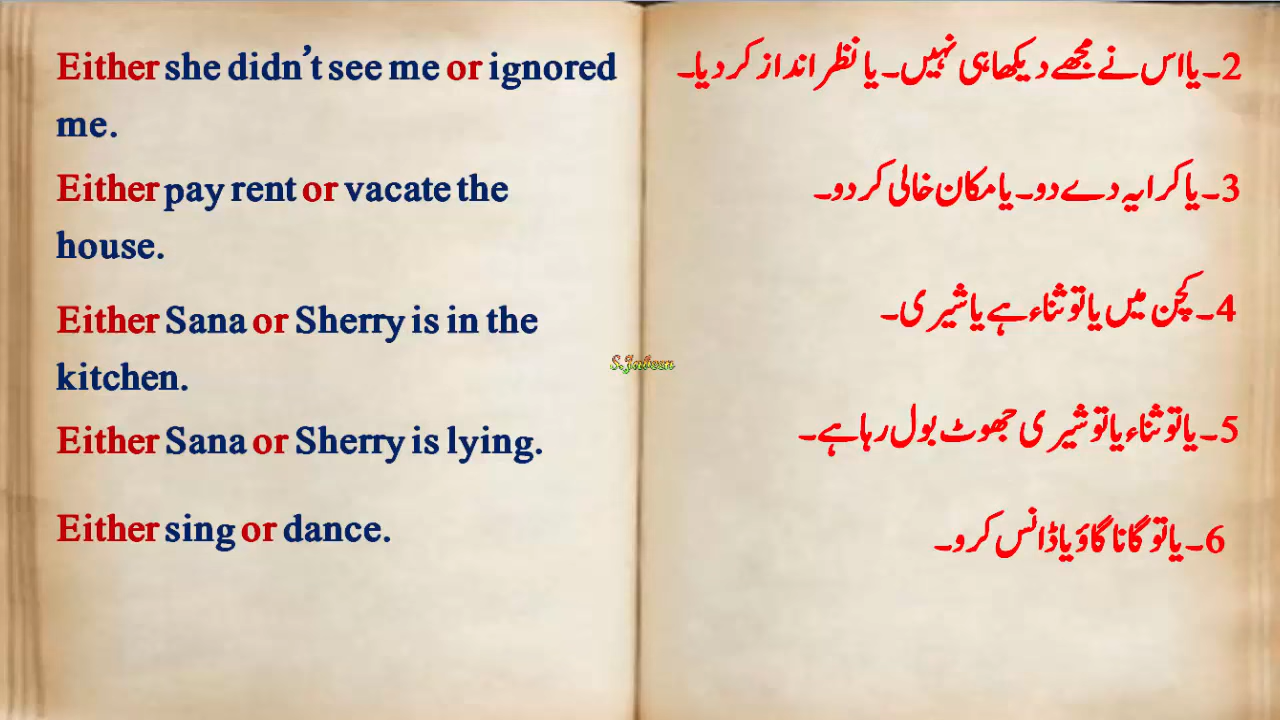 Either she didn't see me or ignored
me.
Either pay rent or vacate the
house.
Either Sana or Sherry is in the
kitchen.
Either Sana or Sherry is lying.
Either sing or dance.
S.Jabeen
2۔یا اس نے مجھے دیکھا ہی نہیں۔یا نظر انداز کر دیا۔
3۔یا کرایہ دے دو۔یا مکان خالی کر دو۔
4۔کچن میں یا تو ثناء ہے یا شیری۔
5۔یا تو ثناء یا تو شیری جھوٹ بول رہا ہے۔
6۔یا تو گانا گاؤ یا ڈانس کرو۔